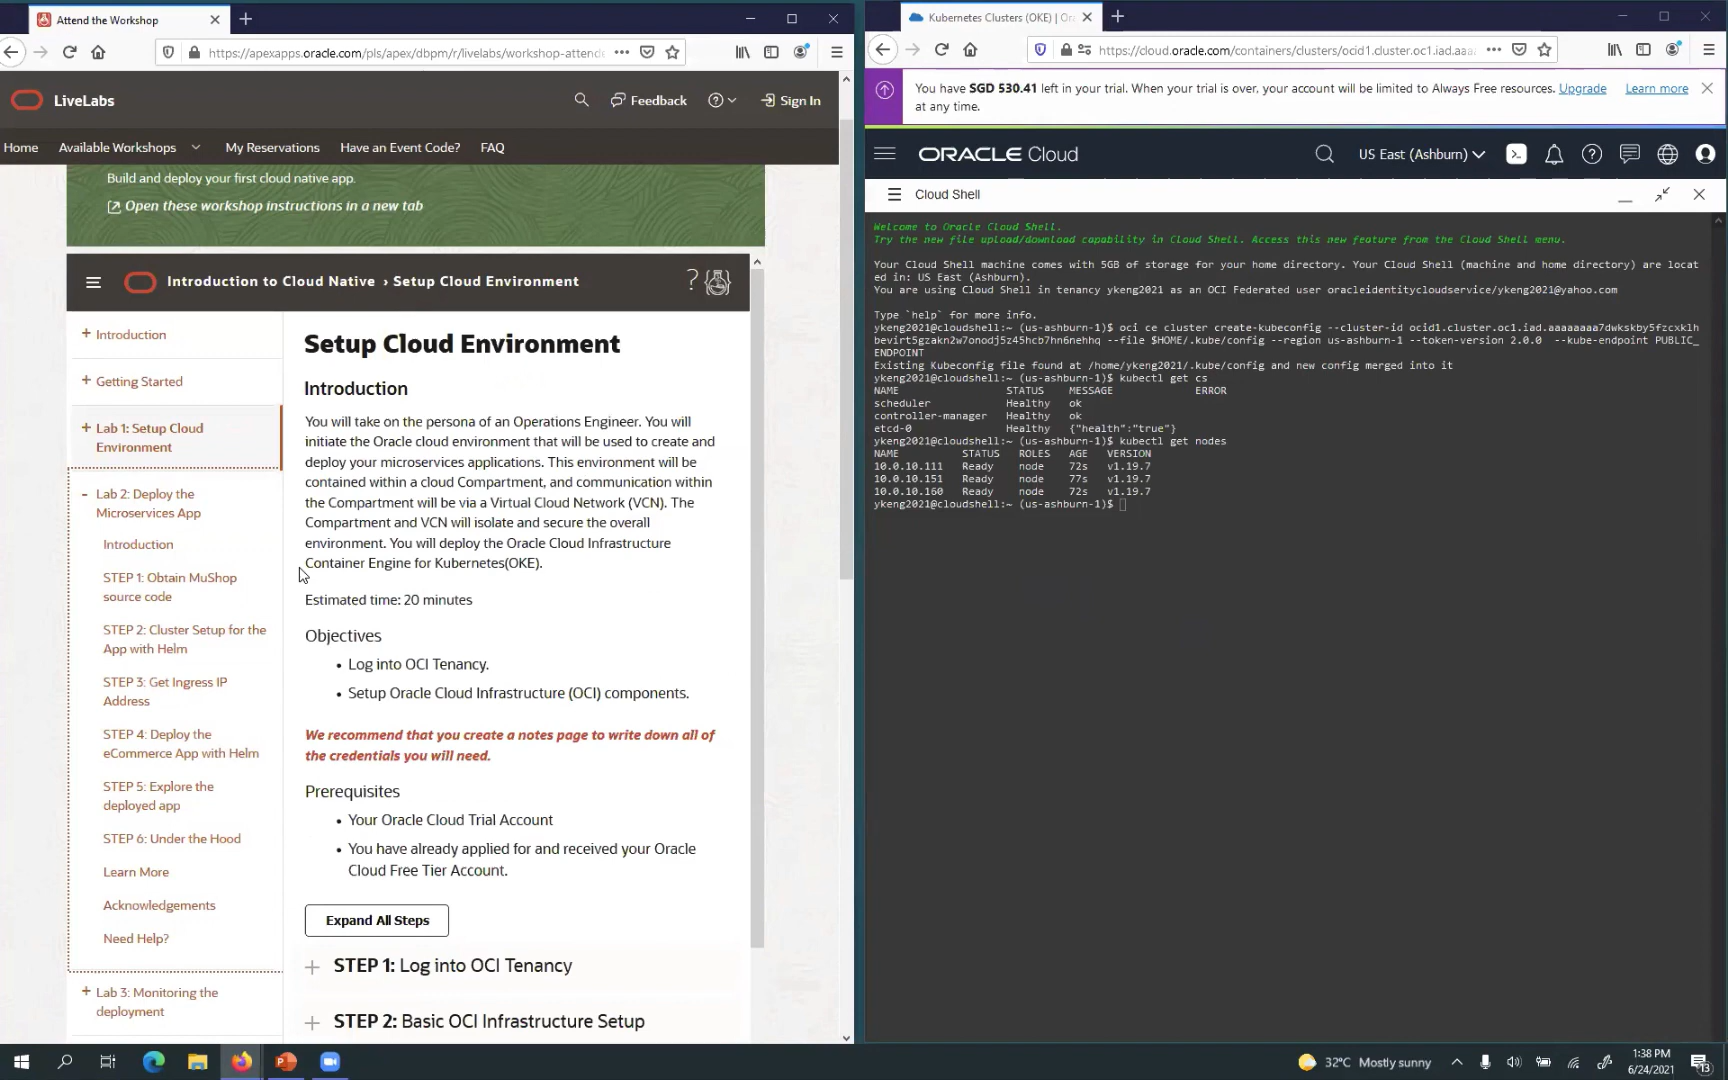 Attend the Workshop
https://apexapps.oracle.com/pls/apex/dbpm/r/livelabs/workshop-attende
LiveLabs
Feedback
Sign In
Home
Available Workshops
My Reservations
Have an Event Code?
FAQ
Build and deploy your first cloud native app.
Open these workshop instructions in a new tab
Introduction to Cloud Native › Setup Cloud Environment
+ Introduction
+ Getting Started
+ Lab 1: Setup Cloud
Environment
- Lab 2: Deploy the
Microservices App
Introduction
STEP 1: Obtain MuShop
source code
STEP 2: Cluster Setup for the
App with Helm
STEP 3: Get Ingress IP
Address
STEP 4: Deploy the
eCommerce App with Helm
STEP 5: Explore the
deployed app
STEP 6: Under the Hood
Learn More
Acknowledgements
Need Help?
+ Lab 3: Monitoring the
deployment
Setup Cloud Environment
Introduction
You will take on the persona of an Operations Engineer. You will
initiate the Oracle cloud environment that will be used to create and
deploy your microservices applications. This environment will be
contained within a cloud Compartment, and communication within
the Compartment will be via a Virtual Cloud Network (VCN). The
Compartment and VCN will isolate and secure the overall
environment. You will deploy the Oracle Cloud Infrastructure
Container Engine for Kubernetes(OKE).
Estimated time: 20 minutes
Objectives
• Log into OCI Tenancy.
• Setup Oracle Cloud Infrastructure (OCI) components.
We recommend that you create a notes page to write down all of
the credentials you will need.
Prerequisites
• Your Oracle Cloud Trial Account
• You have already applied for and received your Oracle
Cloud Free Tier Account.
Expand All Steps
+ STEP 1: Log into OCI Tenancy
+ STEP 2: Basic OCI Infrastructure Setup
Kubernetes Clusters (OKE) | Or
https://cloud.oracle.com/containers/clusters/ocid1.cluster.oc1.iad.aaaa
You have SGD 530.41 left in your trial. When your trial is over, your account will be limited to Always Free resources. Upgrade
at any time.
Learn more
ORACLE Cloud
US East (Ashburn)
Cloud Shell
Welcome to Oracle Cloud Shell.
Try the new file upload/download capability in Cloud Shell. Access this new feature from the Cloud Shell menu.
Your Cloud Shell machine comes with 5GB of storage for your home directory. Your Cloud Shell (machine and home directory) are locat
ed in: US East (Ashburn).
You are using Cloud Shell in tenancy ykeng2021 as an OCI Federated user oracleidentitycloudservice/ykeng2021@yahoo.com
Type `help` for more info.
ykeng2021@cloudshell:~ (us-ashburn-1)$ oci ce cluster create-kubeconfig --cluster-id ocid1.cluster.oc1.iad.aaaaaaaa7dwkskby5fzcxklh
bevirt5gzakn2w7onodj5z45hcb7hn6nehhq --file $HOME/.kube/config --region us-ashburn-1 --token-version 2.0.0 --kube-endpoint PUBLIC_
ENDPOINT
Existing Kubeconfig file found at /home/ykeng2021/.kube/config and new config merged into it
ykeng2021@cloudshell:~ (us-ashburn-1)$ kubectl get cs
NAME STATUS MESSAGE ERROR
scheduler Healthy ok
controller-manager Healthy ok
etcd-0 Healthy {"health":"true"}
ykeng2021@cloudshell:~ (us-ashburn-1)$ kubectl get nodes
NAME STATUS ROLES AGE VERSION
10.0.10.111 Ready node 72s v1.19.7
10.0.10.151 Ready node 77s v1.19.7
10.0.10.160 Ready node 72s v1.19.7
ykeng2021@cloudshell:~ (us-ashburn-1)$
32°C Mostly sunny
1:38 PM
6/24/2021
13